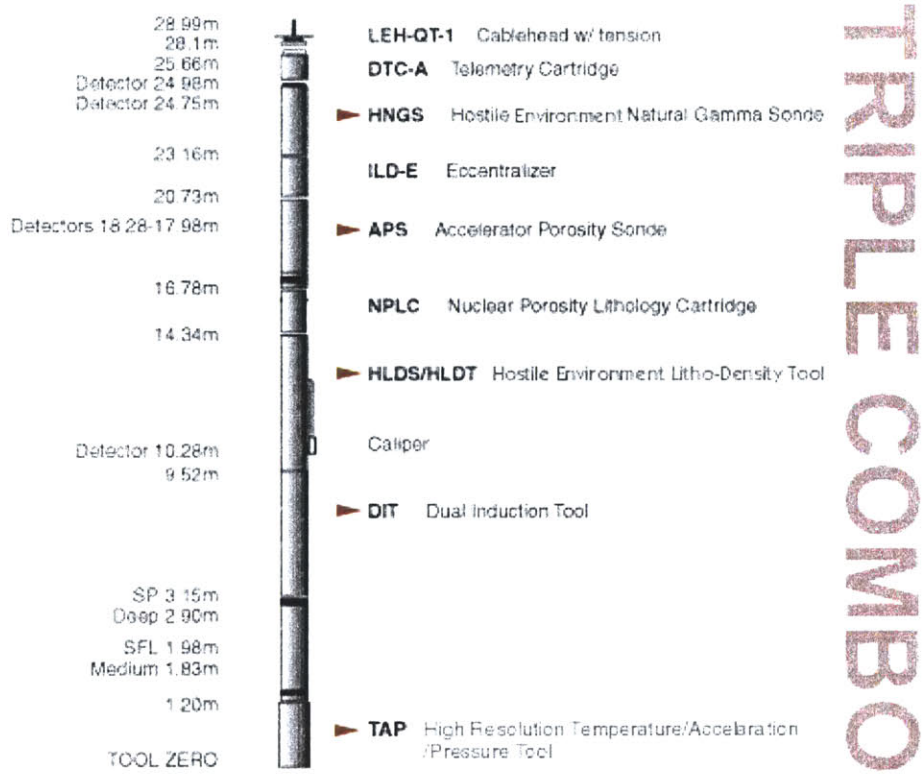 28.99m
28.1m
25.66m
Detector 24.98m
Detector 24.75m
23.16m
20.73m
Detectors 18.28-17.98m
16.78m
14.34m
Detector 10.28m
9.52m
SP 3.15m
Deep 2.90m
SFL 1.98m
Medium 1.83m
1.20m
TOOL ZERO
LEH-QT-1 Cablehead w/ tension
DTC-A Telemetry Cartridge
HNGS Hostile Environment Natural Gamma Sonde
ILD-E Eccentralizer
APS Accelerator Porosity Sonde
NPLC Nuclear Porosity Lithology Cartridge
HLDS/HLDT Hostile Environment Litho-Density Tool
Caliper
DIT Dual Induction Tool
TAP High Resolution Temperature/Acceleration
/Pressure Tool
TRIPLE COMBO